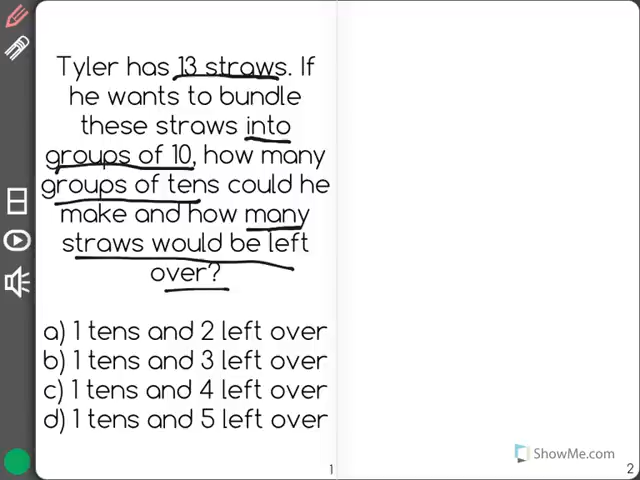 Tyler has 13 straws. If
he wants to bundle
these straws into
groups of 10, how many
groups of tens could he
make and how many
straws would be left
over?
a) 1 tens and 2 left over
b) 1 tens and 3 left over
c) 1 tens and 4 left over
d) 1 tens and 5 left over
ShowMe.com
1
2